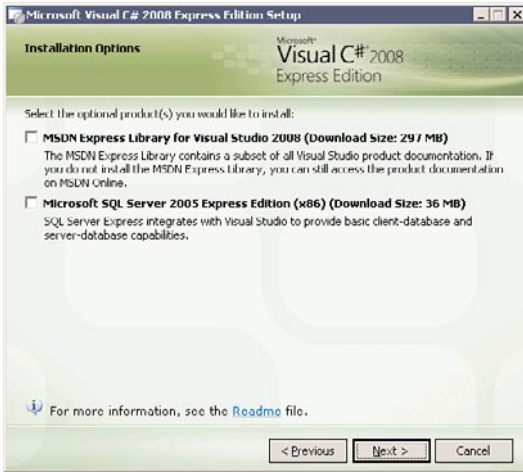 Microsoft Visual C# 2008 Express Edition Setup
Installation Options
Microsoft®
Visual C#®2008
Express Edition
Select the optional product(s) you would like to install:
MSDN Express Library for Visual Studio 2008 (Download Size: 297 MB)
The MSDN Express Library contains a subset of all Visual Studio product documentation. If
you do not install the MSDN Express Library, you can still access the product documentation
on MSDN Online.
Microsoft SQL Server 2005 Express Edition (x86) (Download Size: 36 MB)
SQL Server Express integrates with Visual Studio to provide basic client-database and
server-database capabilities.
For more information, see the Readme file.
< Previous
Next >
Cancel